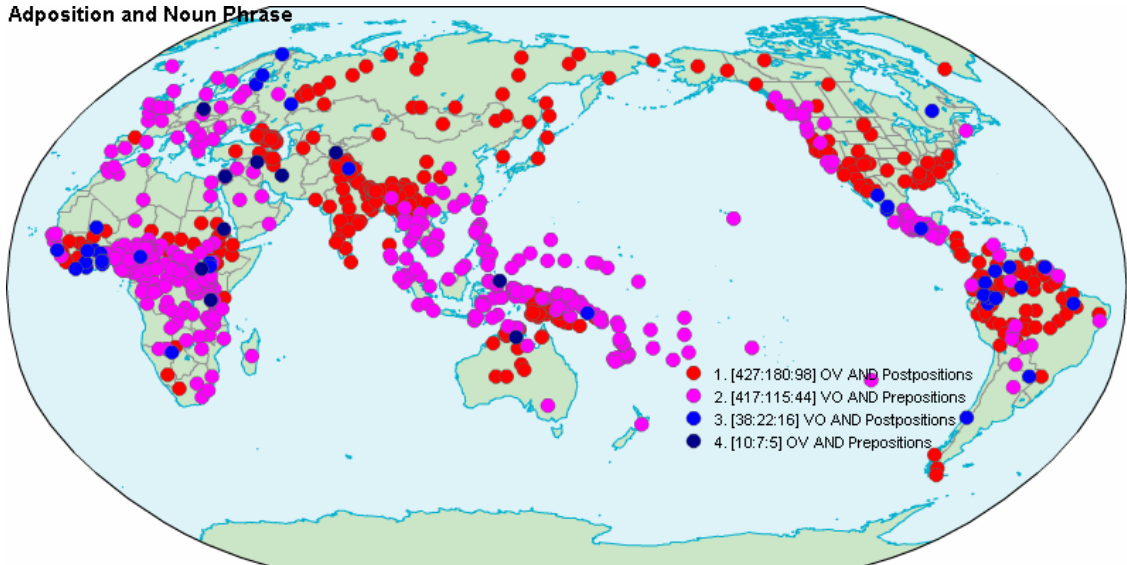 Adposition and Noun Phrase
1. [427:180:98] OV AND Postpositions
2. [417:115:44] VO AND Prepositions
3. [38:22:16] VO AND Postpositions
4. [10:7:5] OV AND Prepositions